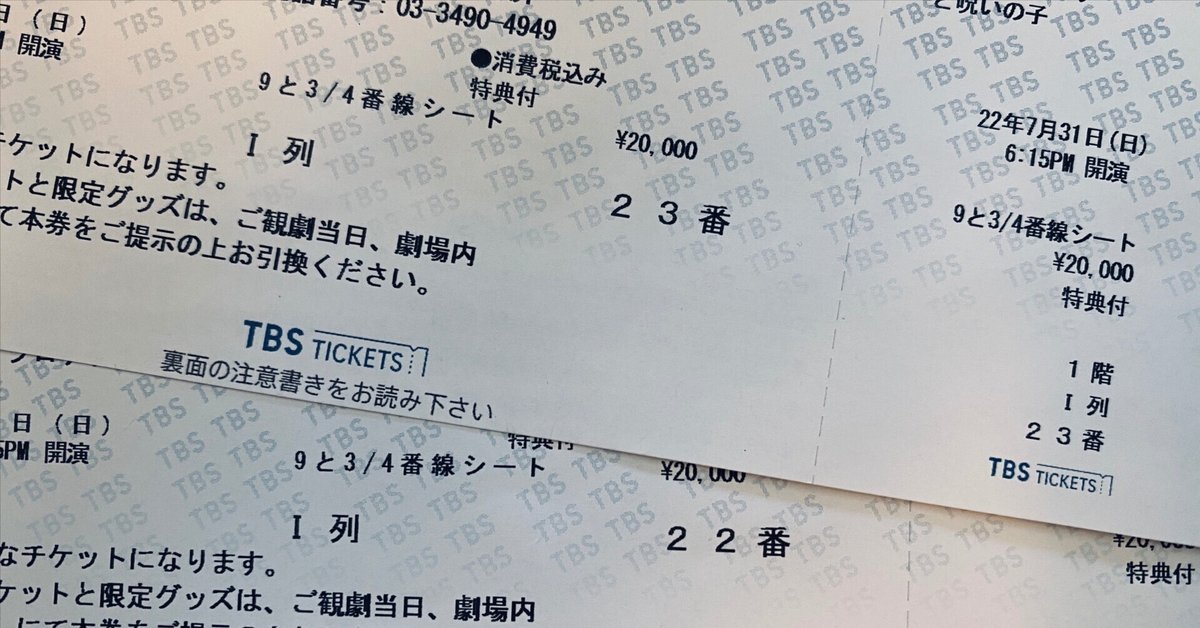 日（日）
開演
番号：03-3490-4949
●消費税込み
特典付
9と3/4番線シート
¥20,000
I 列
23番
チケットになります。
トと限定グッズは、ご観劇当日、劇場内
て本券をご提示の上お引換ください。
TBS TICKETS
裏面の注意書きをお読み下さい
と呪いの子
22年7月31日(日)
6:15PM 開演
9と3/4番線シート
¥20,000
特典付
1 階
I 列
23番
TBS TICKETS
日（日）
5PM 開演
特典付
9と3/4番線シート
¥20,000
I 列
22番
なチケットになります。
ケットと限定グッズは、ご観劇当日、劇場内
特典付